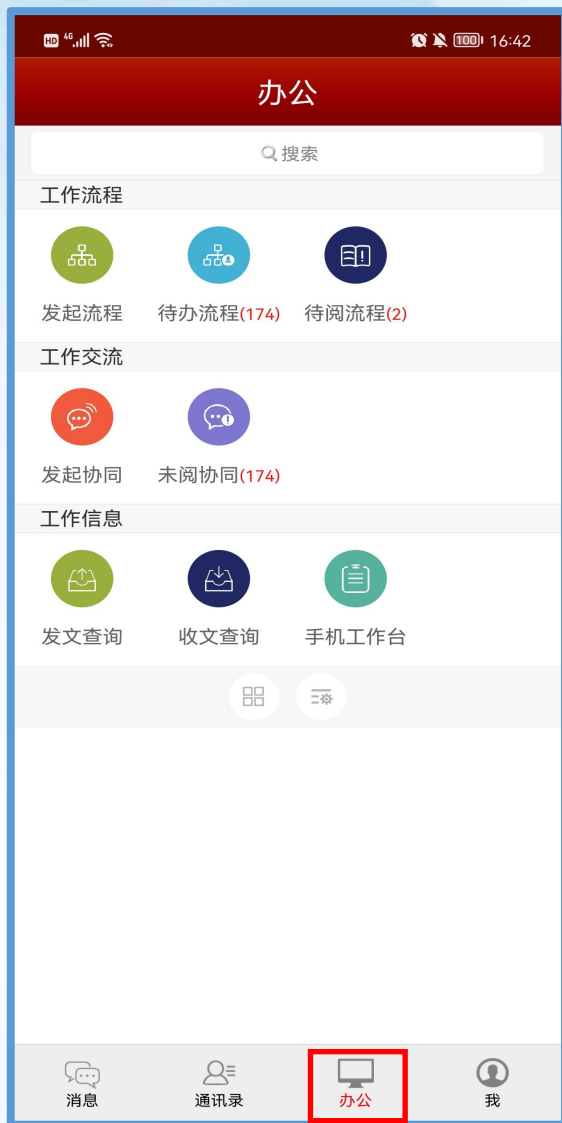 HD 4G 100 16:42
办公
搜索
工作流程
发起流程 待办流程(174) 待阅流程(2)
工作交流
发起协同 未阅协同(174)
工作信息
发文查询 收文查询 手机工作台
消息 通讯录 办公 我